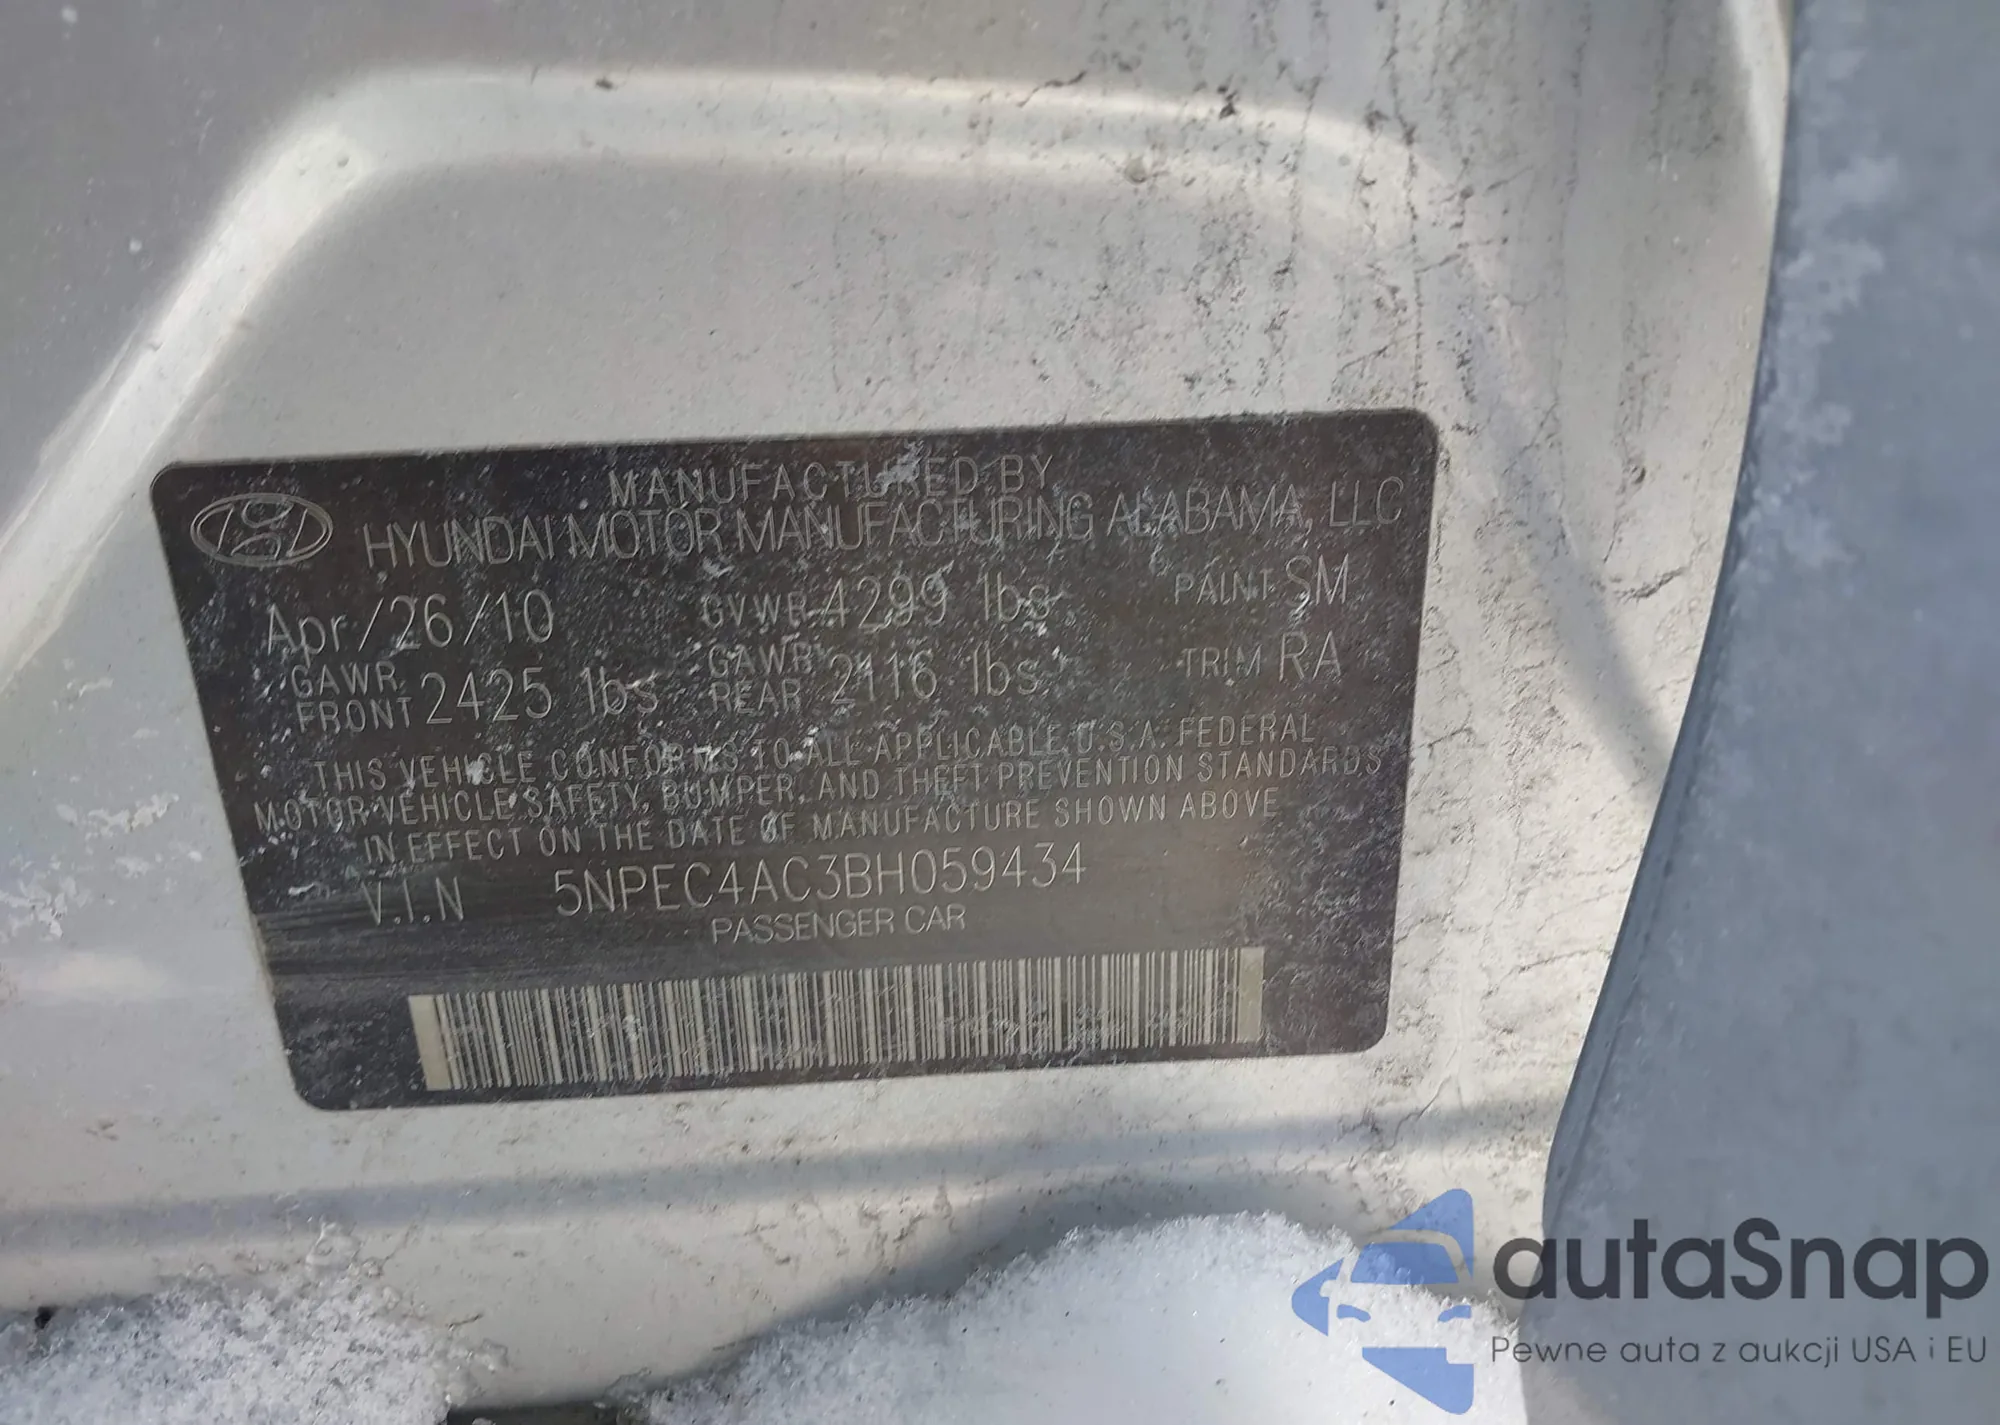 MANUFACTURED BY
HYUNDAI MOTOR MANUFACTURING ALABAMA, LLC
Apr/26/10 GVWR 4299 lbs PAINT SM
GAWR FRONT 2425 lbs GAWR REAR 2116 lbs TRIM RA
THIS VEHICLE CONFORMS TO ALL APPLICABLE U.S.A. FEDERAL
MOTOR VEHICLE SAFETY, BUMPER, AND THEFT PREVENTION STANDARDS
IN EFFECT ON THE DATE OF MANUFACTURE SHOWN ABOVE
V.I.N 5NPEC4AC3BH059434
PASSENGER CAR
autaSnap
Pewne auta z aukcji USA i EU